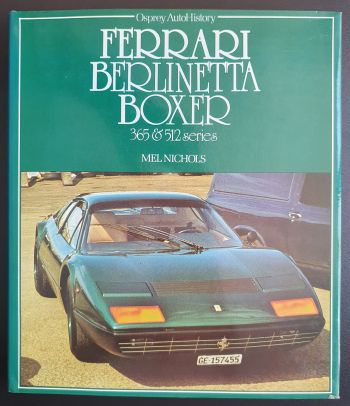 Osprey AutoHistory
FERRARI
BERLINETTA
BOXER
365 & 512 series
MEL NICHOLS
GE·157455